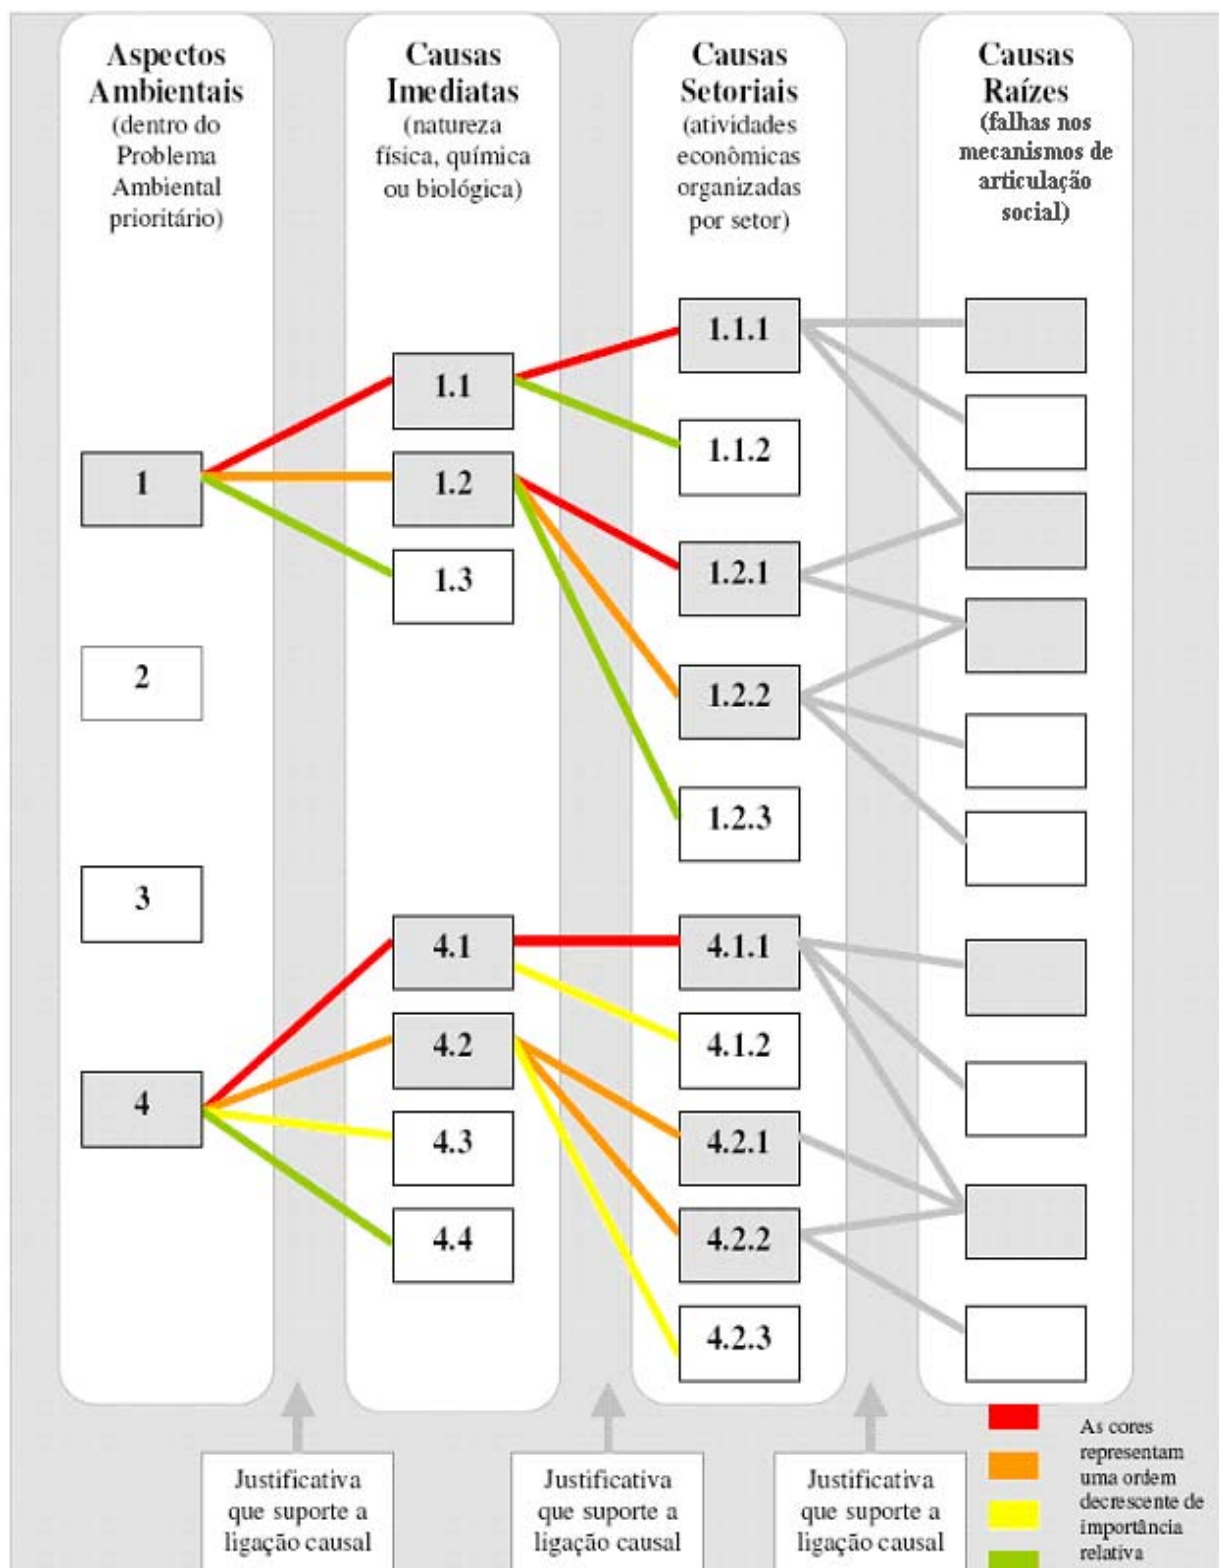 Aspectos
Ambientais
(dentro do
Problema
Ambiental
prioritário)
Causas
Imediatas
(natureza
física, química
ou biológica)
Causas
Setoriais
(atividades
econômicas
organizadas
por setor)
Causas
Raízes
(falhas nos
mecanismos de
articulação
social)
1
2
3
4
1.1
1.2
1.3
4.1
4.2
4.3
4.4
1.1.1
1.1.2
1.2.1
1.2.2
1.2.3
4.1.1
4.1.2
4.2.1
4.2.2
4.2.3
Justificativa
que suporte a
ligação causal
Justificativa
que suporte a
ligação causal
Justificativa
que suporte a
ligação causal
As cores
representam
uma ordem
decrescente de
importância
relativa